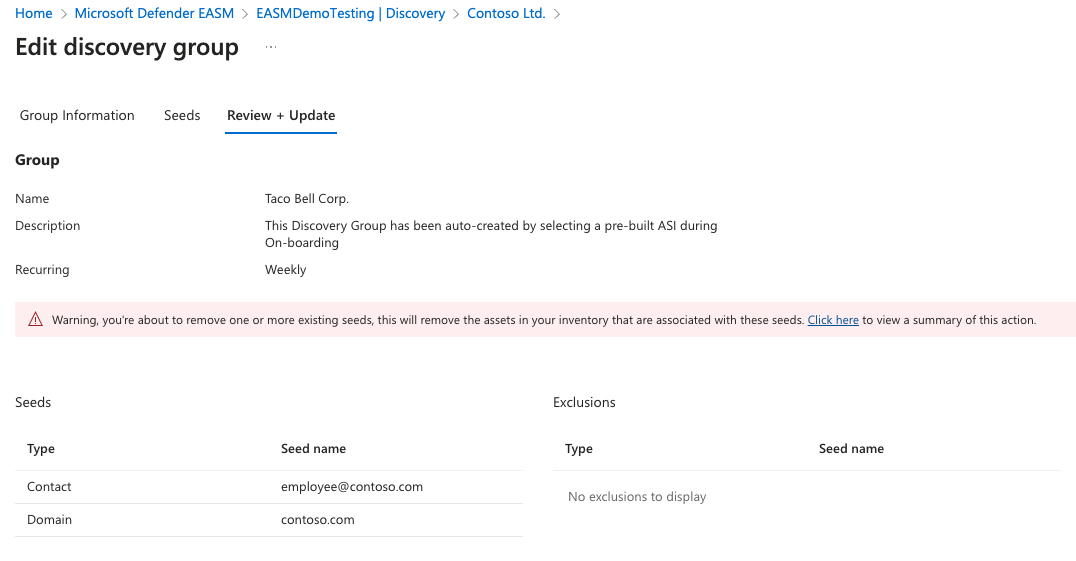 Home > Microsoft Defender EASM > EASMDemoTesting | Discovery > Contoso Ltd. >
Edit discovery group ...
Group Information Seeds Review + Update
Group
Name Taco Bell Corp.
Description This Discovery Group has been auto-created by selecting a pre-built ASI during
On-boarding
Recurring Weekly
Warning, you're about to remove one or more existing seeds, this will remove the assets in your inventory that are associated with these seeds. Click here to view a summary of this action.
Seeds Exclusions
Type Seed name Type Seed name
Contact employee@contoso.com No exclusions to display
Domain contoso.com